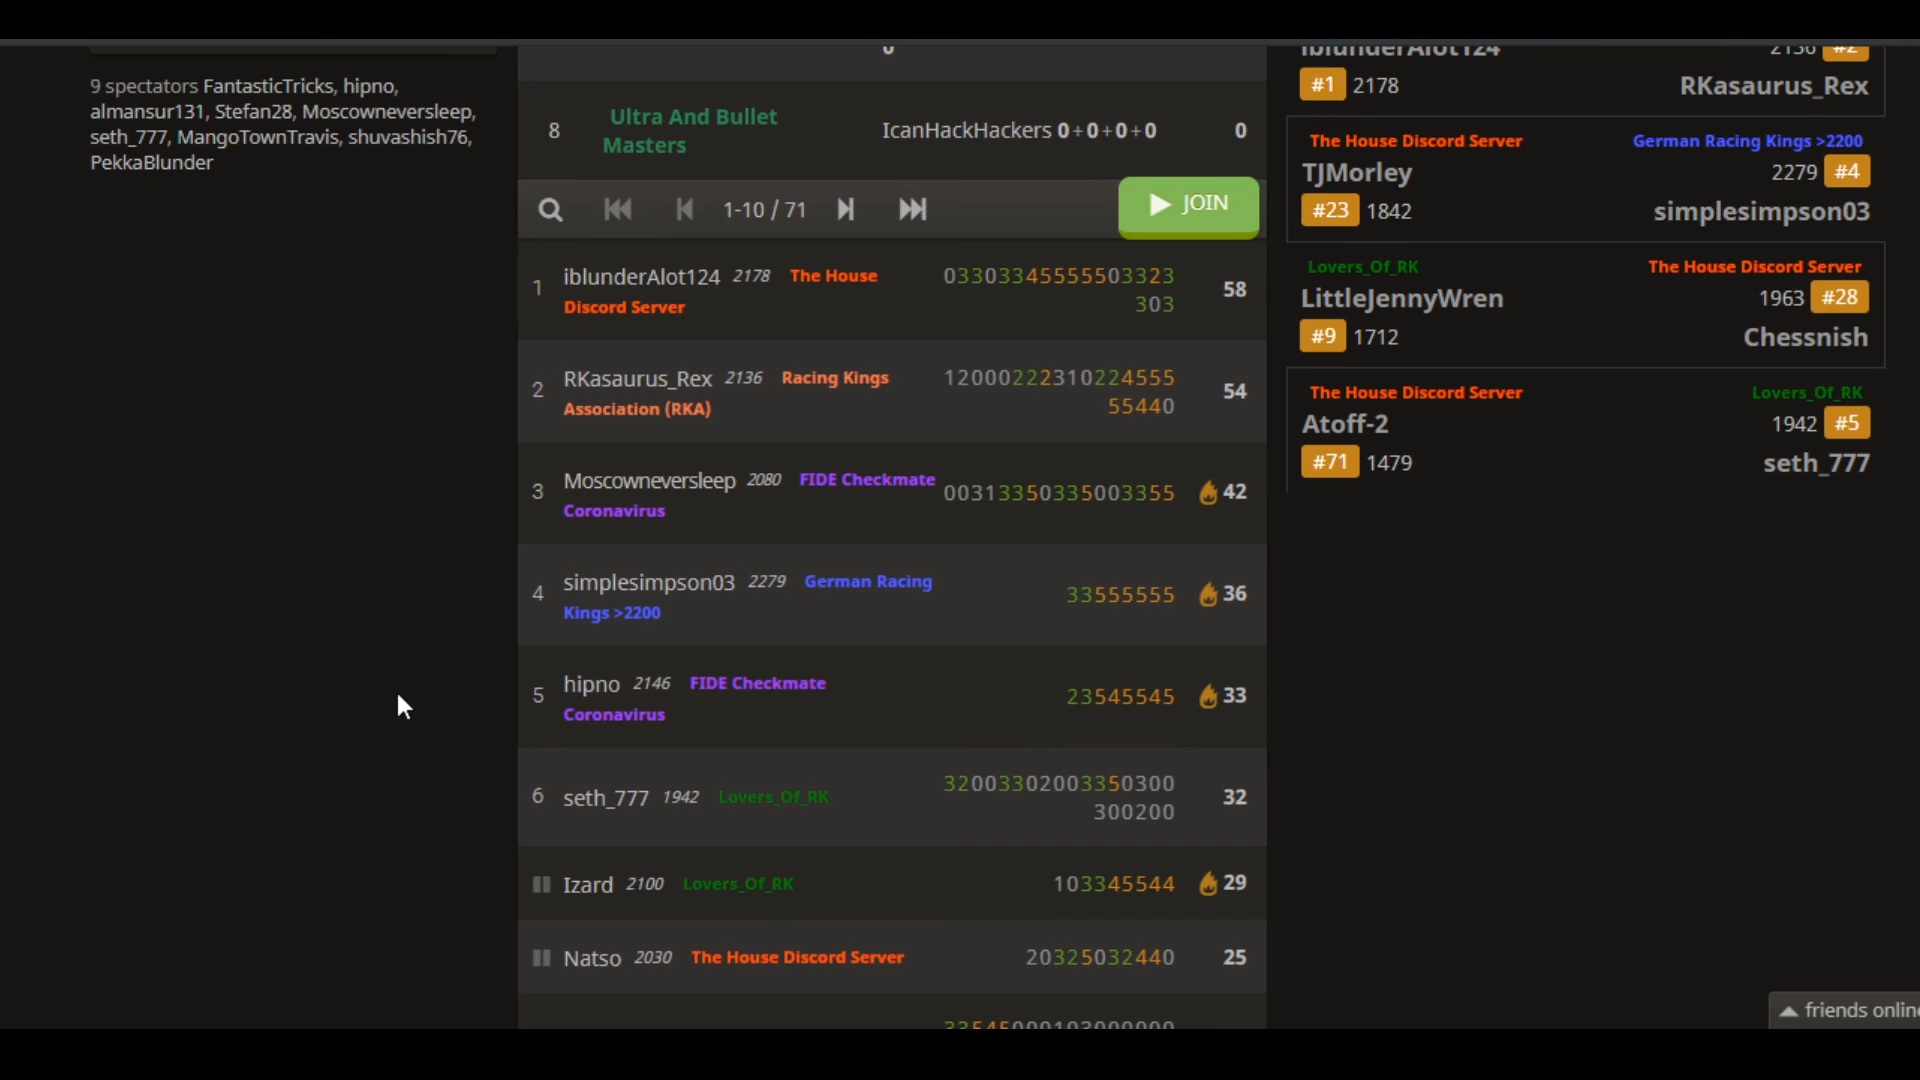 9 spectators FantasticTricks, hipno,
almansur131, Stefan28, Moscowneversleep,
seth_777, MangoTownTravis, shuvashish76,
PekkaBlunder
0
8 Ultra And Bullet
Masters
IcanHackHackers 0+0+0+0 0
1-10 / 71 JOIN
1 iblunderAlot124 2178 The House
Discord Server
03303345555503323
303
58
2 RKasaurus_Rex 2136 Racing Kings
Association (RKA)
12000222310224555
55440
54
3 Moscowneversleep 2080 FIDE Checkmate
Coronavirus
00313350335003355 42
4 simplesimpson03 2279 German Racing
Kings >2200
33555555 36
5 hipno 2146 FIDE Checkmate
Coronavirus
23545545 33
6 seth_777 1942 Lovers_Of_RK
32003302003350300
300200
32
Izard 2100 Lovers_Of_RK 103345544 29
Natso 2030 The House Discord Server 20325032440 25
iblunderAlot124 2136 #2
#1 2178 RKasaurus_Rex
The House Discord Server German Racing Kings >2200
TJMorley 2279 #4
#23 1842 simplesimpson03
Lovers_Of_RK The House Discord Server
LittleJennyWren 1963 #28
#9 1712 Chessnish
The House Discord Server Lovers_Of_RK
Atoff-2 1942 #5
#71 1479 seth_777
friends online